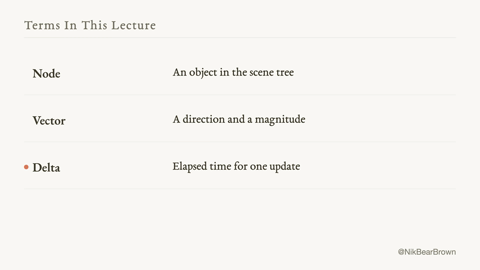 Terms In This Lecture
Node An object in the scene tree
Vector A direction and a magnitude
Delta Elapsed time for one update
@NikBearBrown